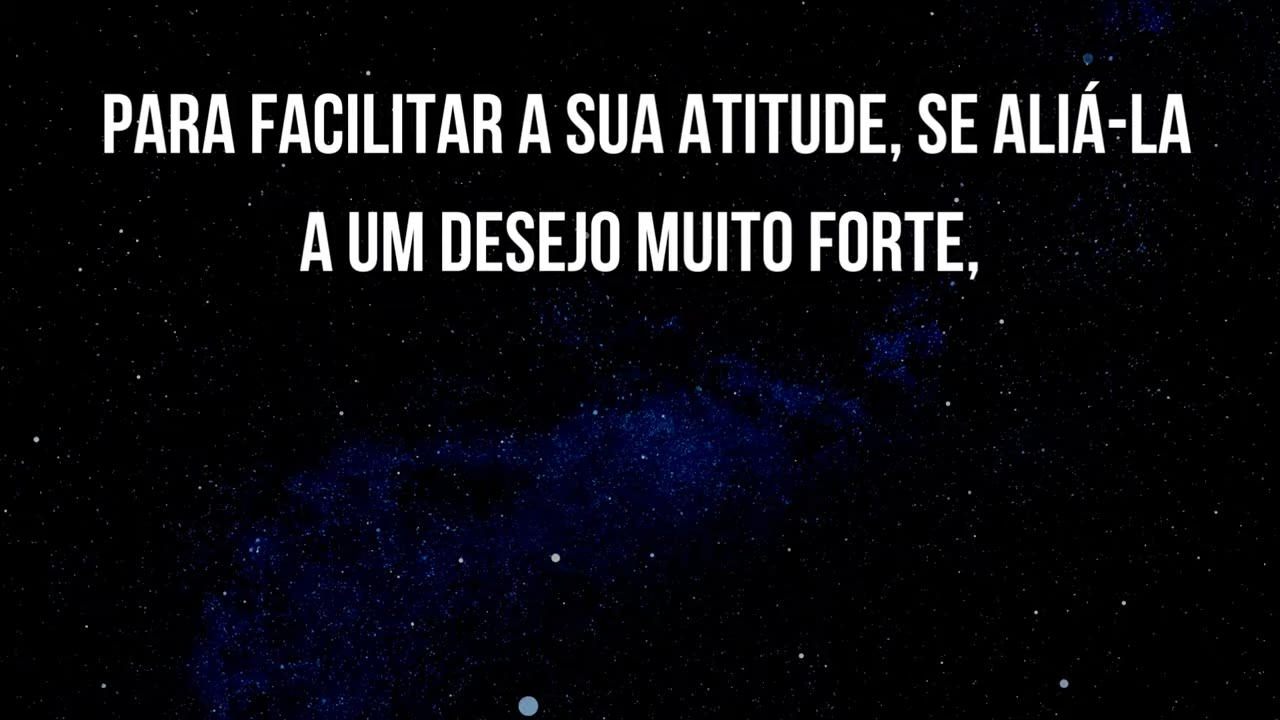 PARA FACILITAR A SUA ATITUDE, SE ALIÁ-LA
A UM DESEJO MUITO FORTE,